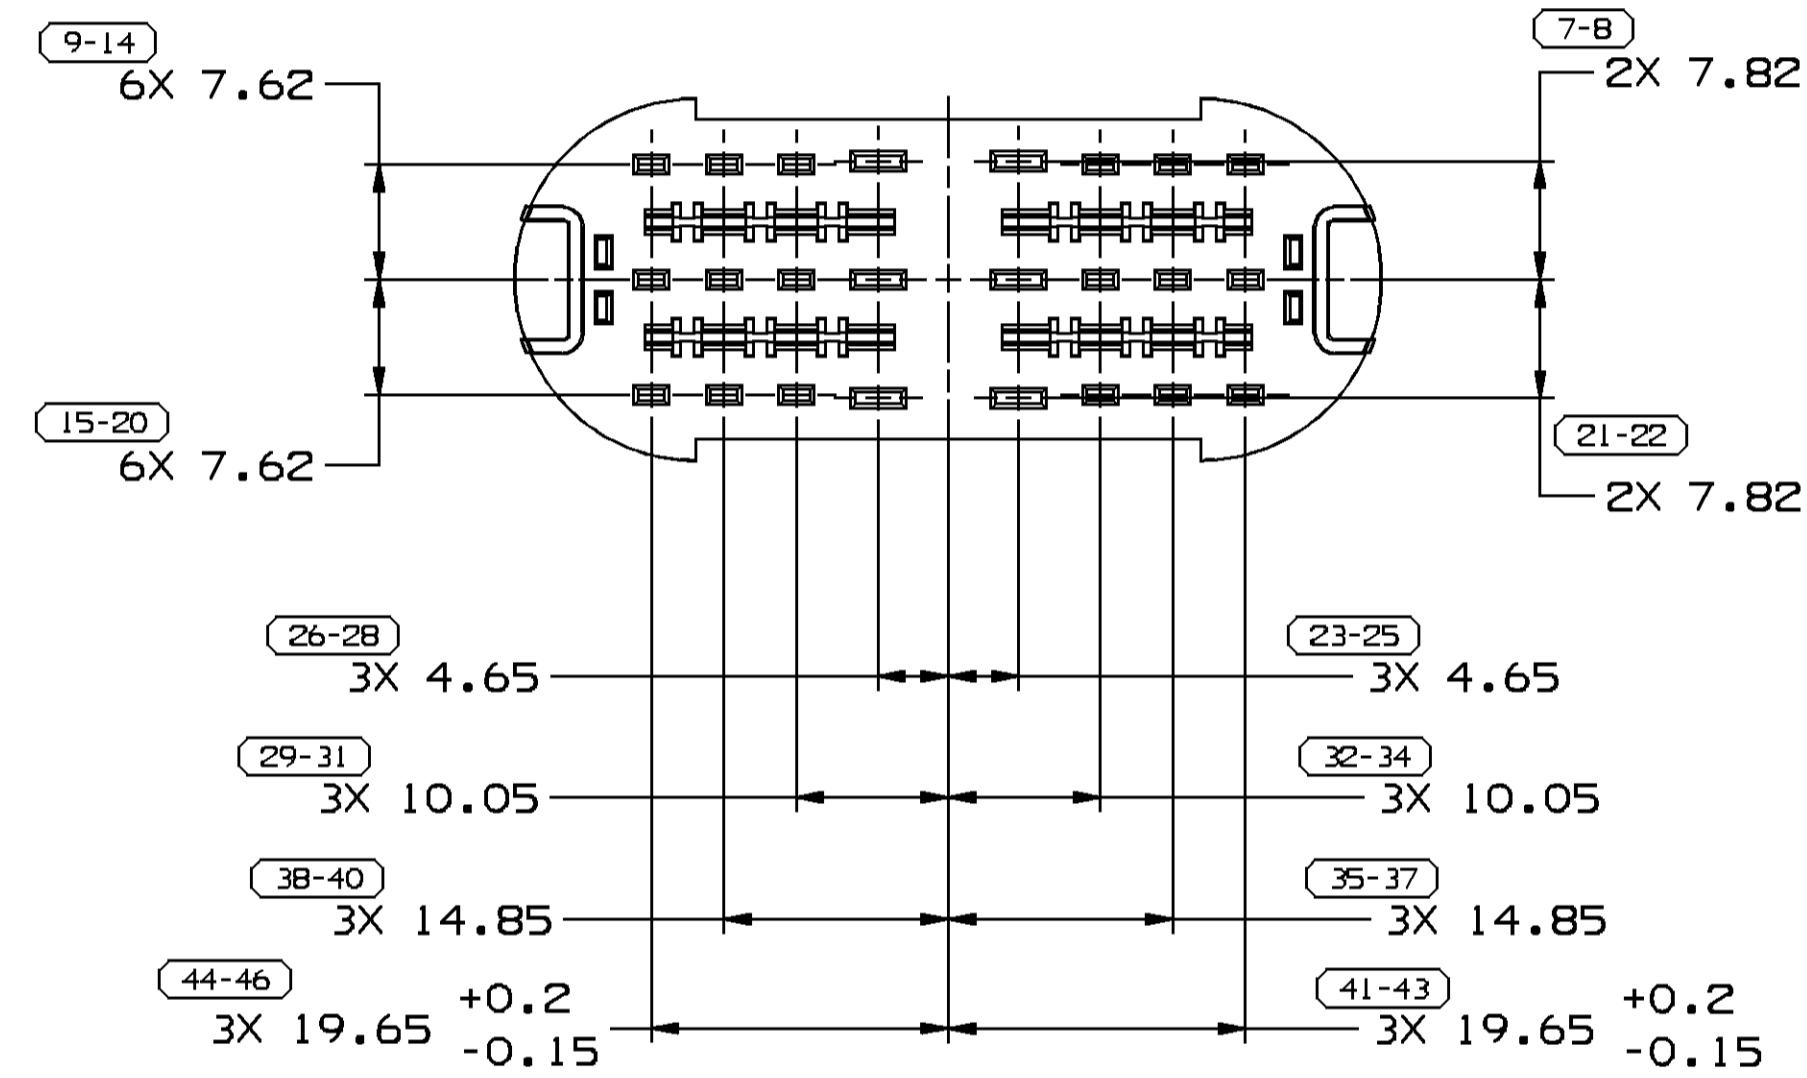 9-14
6X 7.62
7-8
2X 7.82
15-20
6X 7.62
21-22
2X 7.82
26-28
3X 4.65
23-25
3X 4.65
29-31
3X 10.05
32-34
3X 10.05
38-40
3X 14.85
35-37
3X 14.85
44-46
3X 19.65 +0.2
-0.15
41-43
3X 19.65 +0.2
-0.15